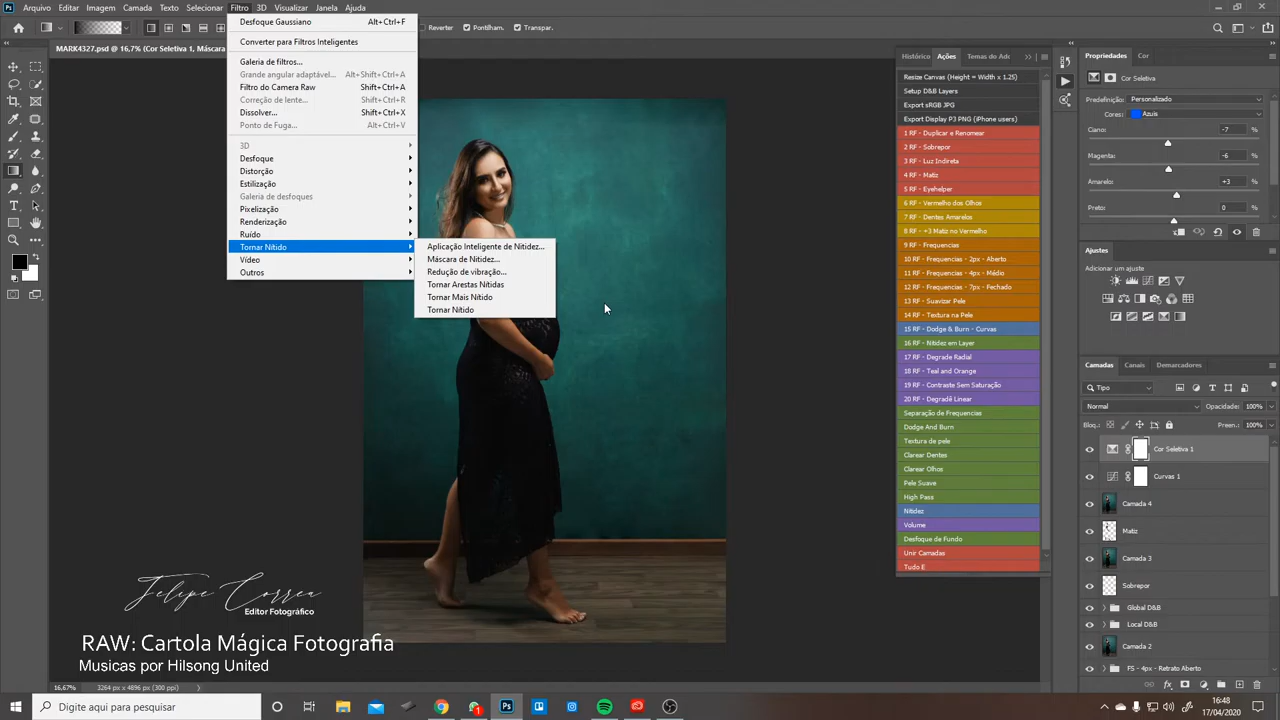 Ps Arquivo Editar Imagem Camada Texto Selecionar Filtro 3D Visualizar Janela Ajuda
Reverter Pontilham. Transpar.
MARK4327.psd @ 16,7% (Cor Seletiva 1, Máscara
Desfoque Gaussiano Alt+Ctrl+F
Converter para Filtros Inteligentes
Galeria de filtros...
Grande angular adaptável... Alt+Shift+Ctrl+A
Filtro do Camera Raw Shift+Ctrl+A
Correção de lente... Shift+Ctrl+R
Dissolver... Shift+Ctrl+X
Ponto de Fuga... Alt+Ctrl+V
3D
Desfoque
Distorção
Estilização
Galeria de desfoques
Pixelização
Renderização
Ruído
Tornar Nítido
Vídeo
Outros
Aplicação Inteligente de Nitidez...
Máscara de Nitidez...
Redução de vibração...
Tornar Arestas Nítidas
Tornar Mais Nítido
Tornar Nítido
Histórico Ações Temas do Ado
Resize Canvas (Height = Width x 1.25)
Setup D&B Layers
Export sRGB JPG
Export Display P3 PNG (iPhone users)
1 RF - Duplicar e Renomear
2 RF - Sobrepor
3 RF - Luz Indireta
4 RF - Matiz
5 RF - Eyehelper
6 RF - Vermelho dos Olhos
7 RF - Dentes Amarelos
8 RF - +3 Matiz no Vermelho
9 RF - Frequencias
10 RF - Frequencias - 2px - Aberto
11 RF - Frequencias - 4px - Médio
12 RF - Frequencias - 7px - Fechado
13 RF - Suavizar Pele
14 RF - Textura na Pele
15 RF - Dodge & Burn - Curvas
16 RF - Nitidez em Layer
17 RF - Degrade Radial
18 RF - Teal and Orange
19 RF - Contraste Sem Saturação
20 RF - Degradê Linear
Separação de Frequencias
Dodge And Burn
Textura de pele
Clarear Dentes
Clarear Olhos
Pele Suave
High Pass
Nitidez
Volume
Desfoque de Fundo
Unir Camadas
Tudo E
Propriedades Cor
Cor Seletiva
Predefinição: Personalizado
Cores: Azuis
Ciano: -7 %
Magenta: -6 %
Amarelo: +3 %
Preto: 0 %
Ajustes
Adicionar um ajuste
Camadas Canais Demarcadores
Tipo
Normal Opacidade: 100%
Bloq.: Preen.: 100%
Cor Seletiva 1
Curvas 1
Camada 4
Matiz
Camada 3
Sobrepor
Global D&B
Local D&B
Camada 2
FS - 4px - Retrato Aberto
Felipe Correa
Editor Fotográfico
RAW: Cartola Mágica Fotografia
Musicas por Hilsong United
16,67% 3264 px x 4896 px (300 ppi)
Digite aqui para pesquisar
1
Ps
16:48
17/04/2020